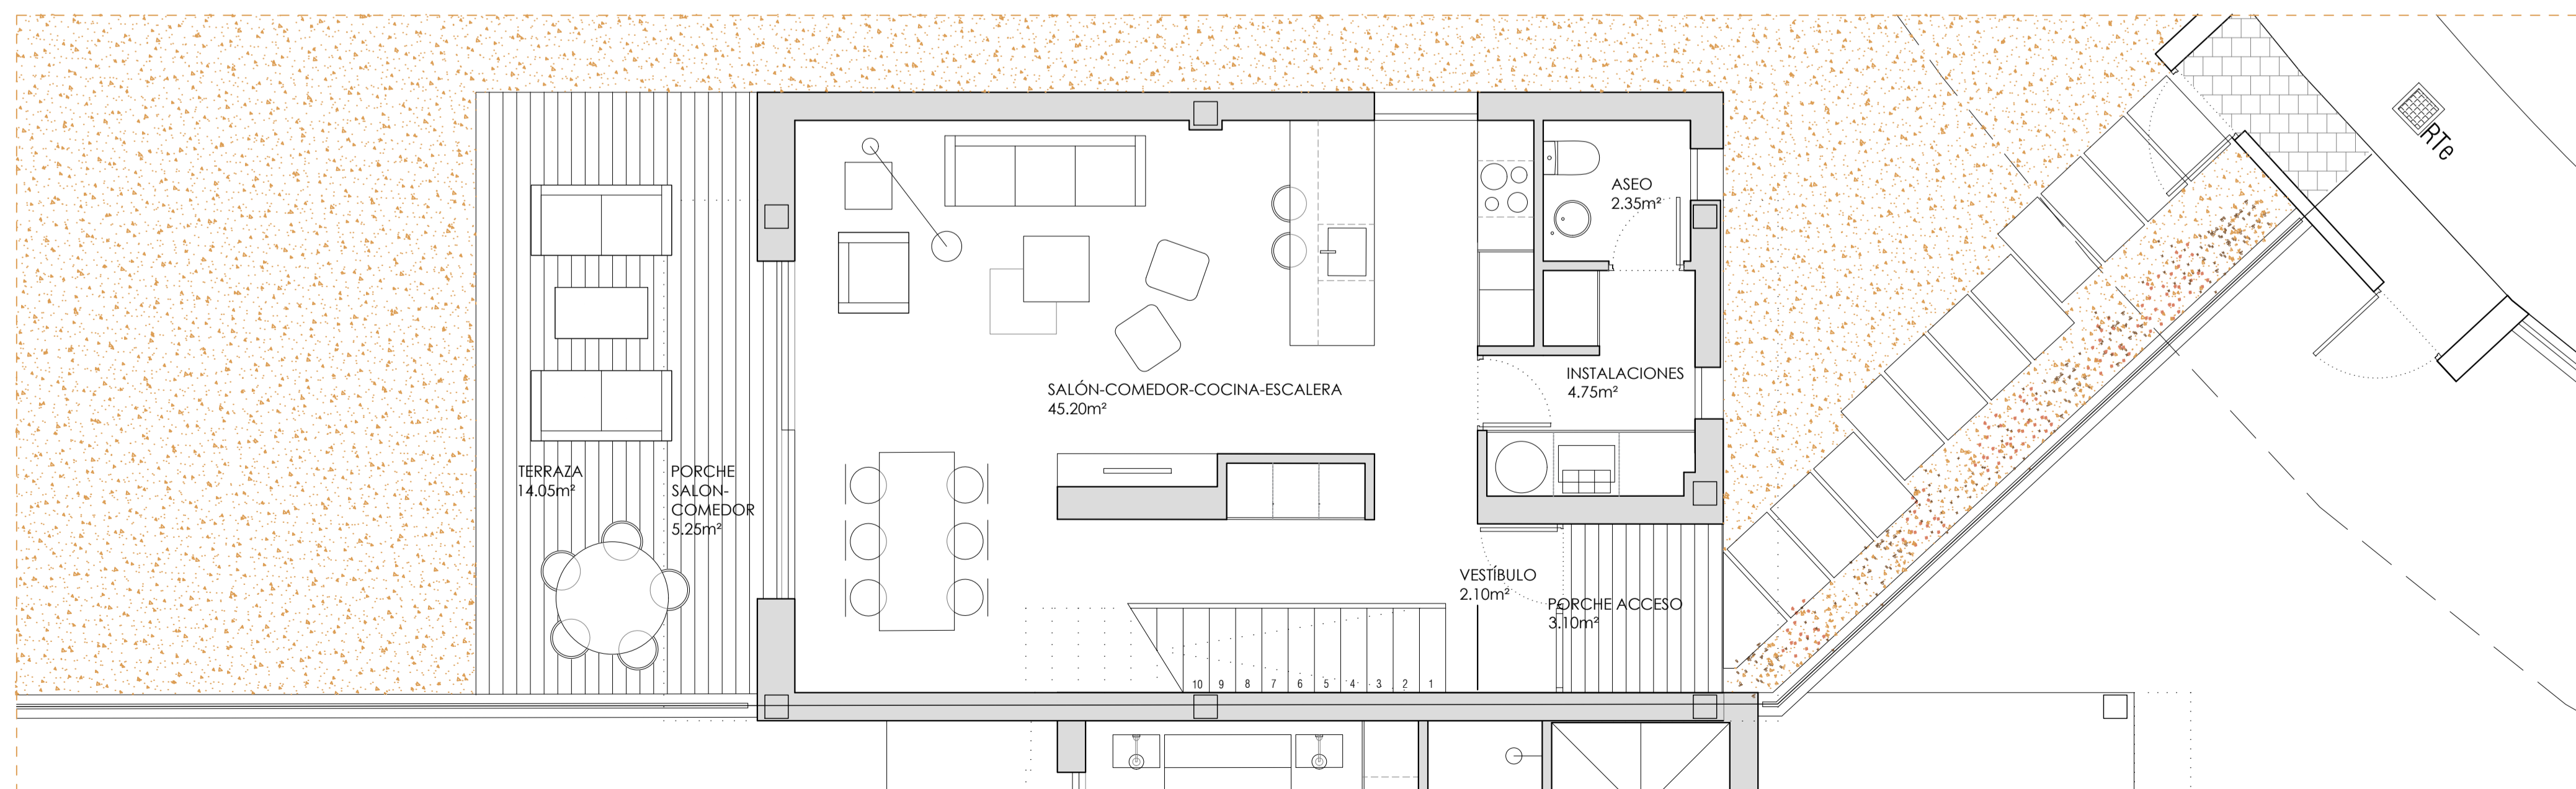 RTe
ASEO
2.35m²
INSTALACIONES
4.75m²
SALÓN-COMEDOR-COCINA-ESCALERA
45.20m²
TERRAZA
14.05m²
PORCHE
SALON-
COMEDOR
5.25m²
VESTÍBULO
2.10m²
PORCHE ACCESO
3.10m²
10 9 8 7 6 5 4 3 2 1